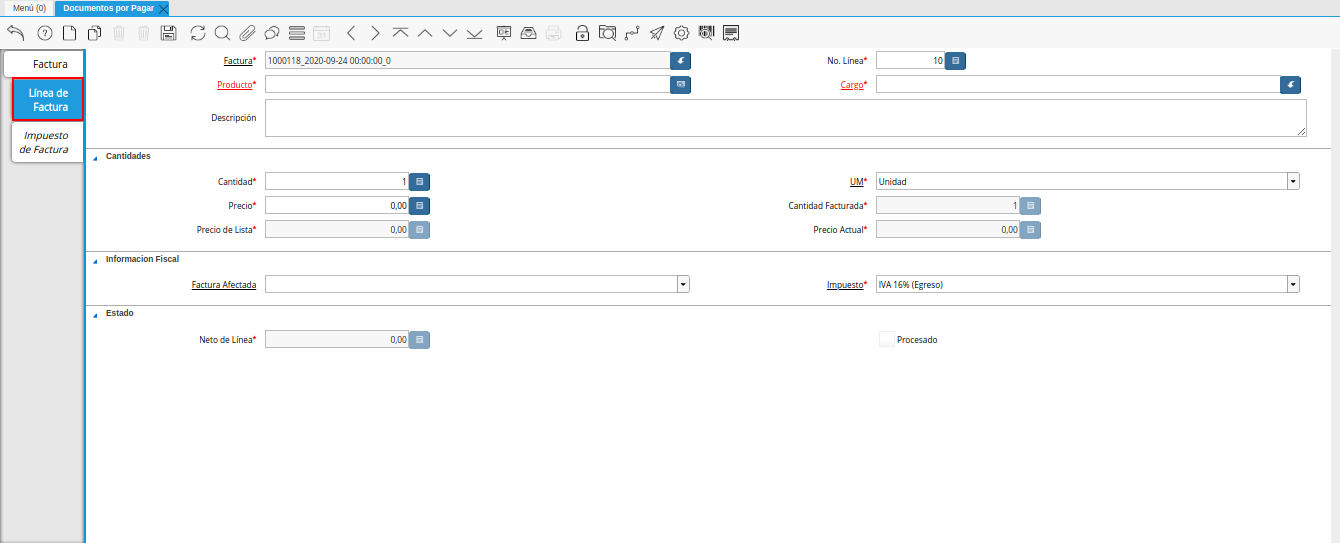 Menú (0) Documentos por Pagar
Factura
Línea de
Factura
Impuesto
de Factura
Factura* 1000118_2020-09-24 00:00:00_0 No. Línea* 10
Producto* Cargo*
Descripción
Cantidades
Cantidad* 1 UM* Unidad
Precio* 0,00 Cantidad Facturada* 1
Precio de Lista* 0,00 Precio Actual* 0,00
Informacion Fiscal
Factura Afectada Impuesto* IVA 16% (Egreso)
Estado
Neto de Línea* 0,00 Procesado